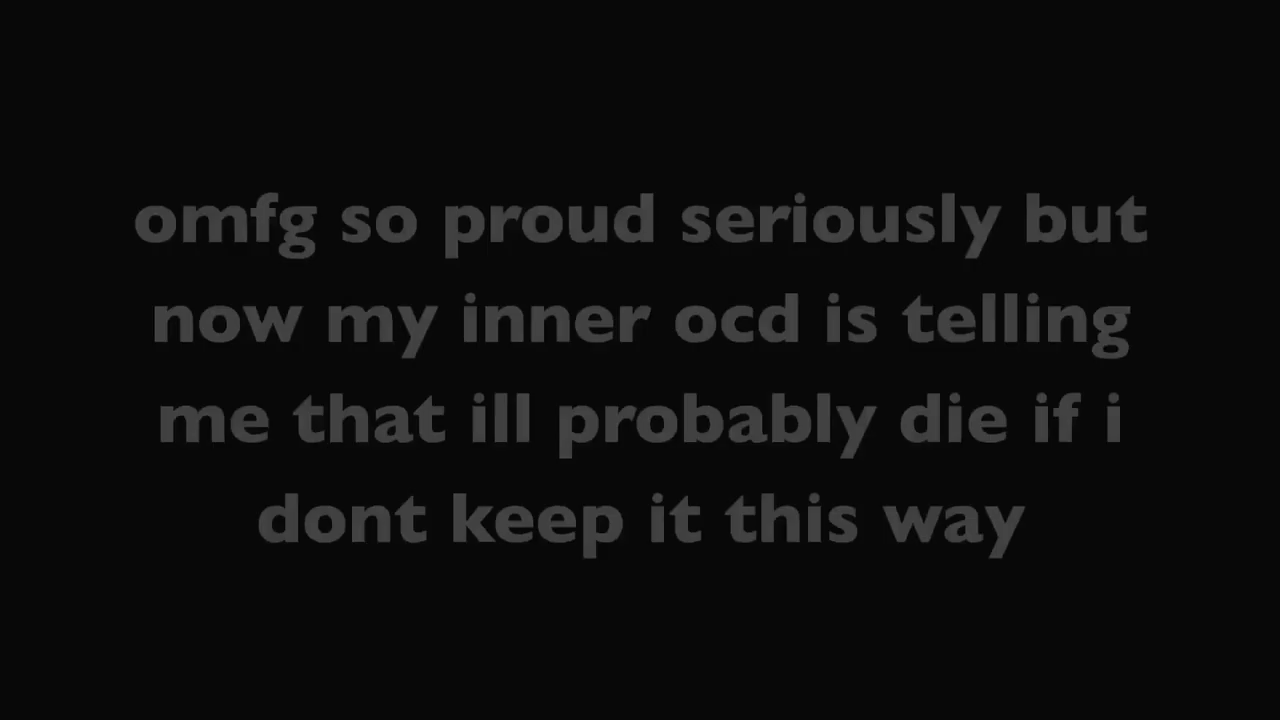 omfg so proud seriously but
now my inner ocd is telling
me that ill probably die if i
dont keep it this way